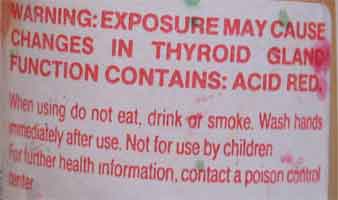 WARNING: EXPOSURE MAY CAUSE
CHANGES IN THYROID GLAND
FUNCTION CONTAINS: ACID RED.
When using do not eat, drink or smoke. Wash hands
immediately after use. Not for use by children
For further health information, contact a poison control
center